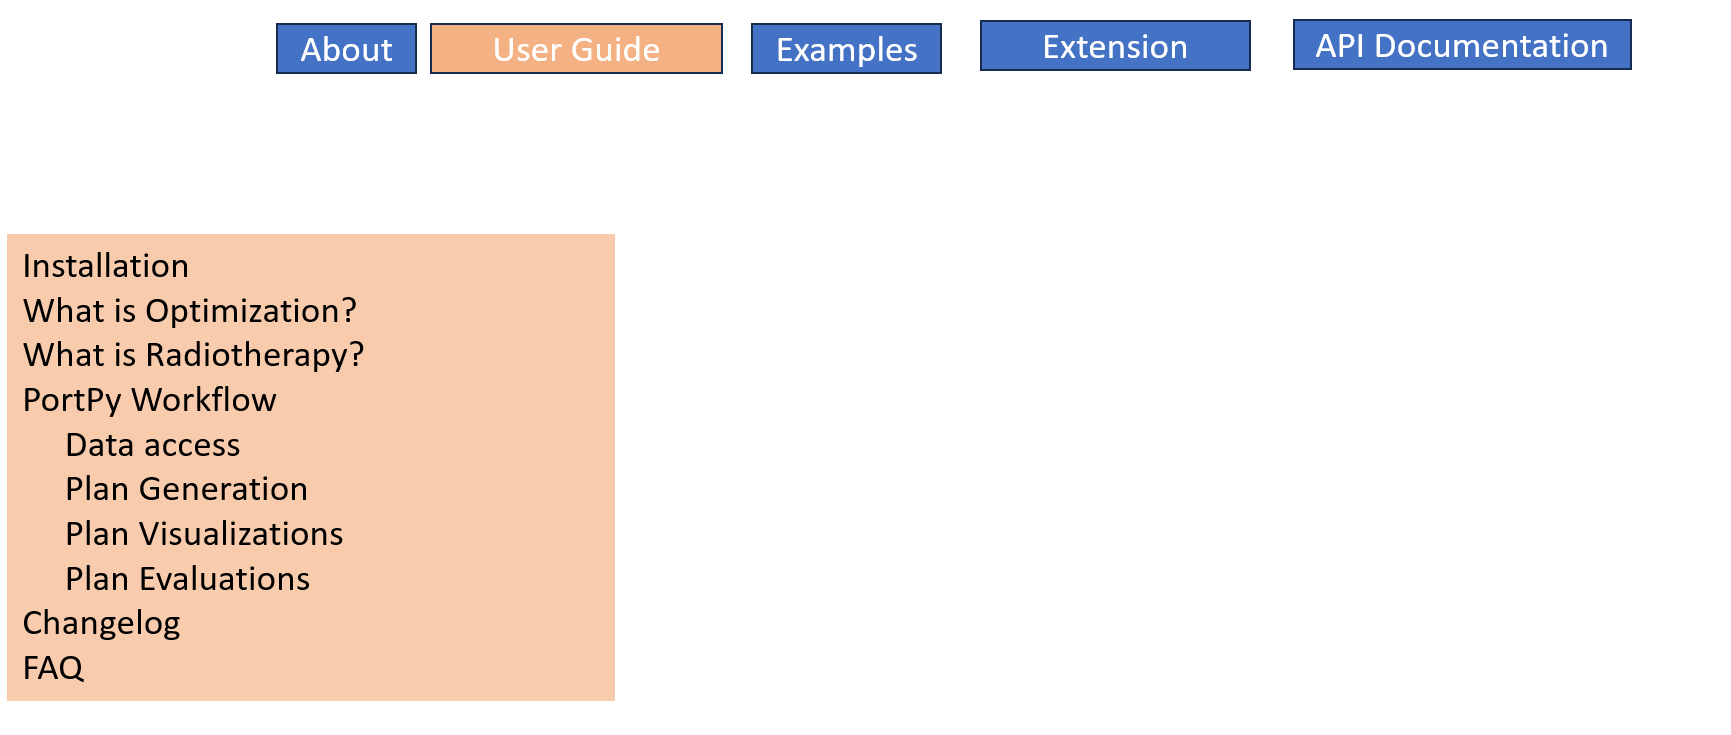 About
User Guide
Examples
Extension
API Documentation
Installation
What is Optimization?
What is Radiotherapy?
PortPy Workflow
Data access
Plan Generation
Plan Visualizations
Plan Evaluations
Changelog
FAQ